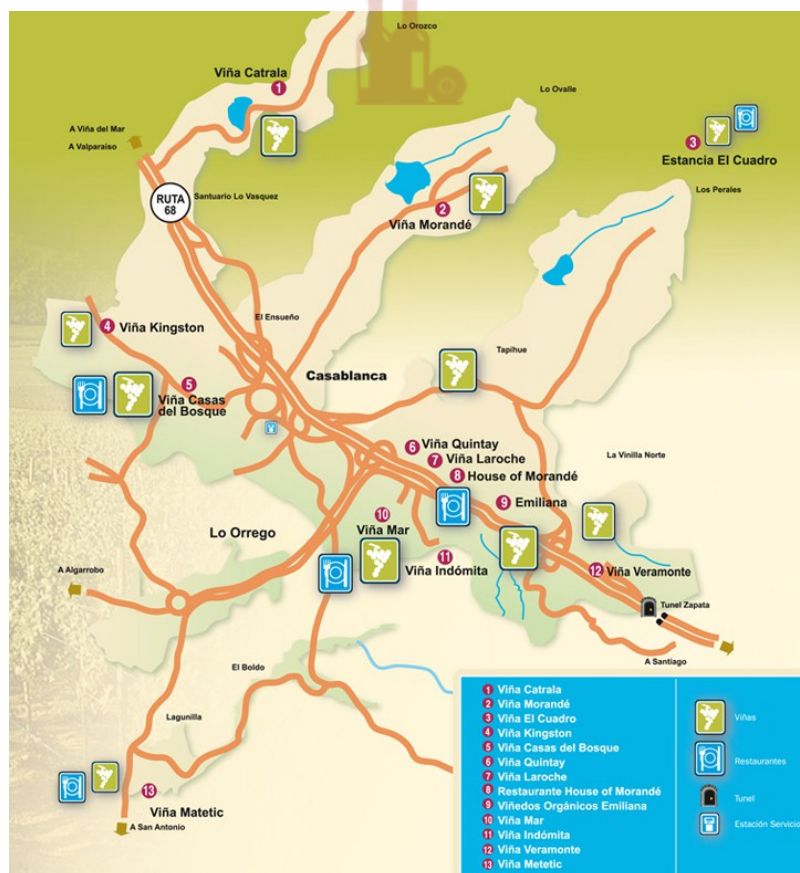 Lo Orozco
Viña Catrala
1
Lo Ovalle
A Viña del Mar
A Valparaíso
3
Estancia El Cuadro
RUTA
68
Santuario Lo Vasquez
Los Perales
2
Viña Morandé
El Ensueño
4 Viña Kingston
Tapihue
Casablanca
5
Viña Casas
del Bosque
6 Viña Quintay
7 Viña Laroche
8 House of Morandé
La Vinilla Norte
9 Emiliana
10
Viña Mar
Lo Orrego
11
Viña Indómita
12 Viña Veramonte
A Algarrobo
Tunel Zapata
A Santiago
El Boldo
Lagunilla
13
Viña Matetic
A San Antonio
1 Viña Catrala
2 Viña Morandé
3 Viña El Cuadro
4 Viña Kingston
5 Viña Casas del Bosque
6 Viña Quintay
7 Viña Laroche
8 Restaurante House of Morandé
9 Viñedos Orgánicos Emiliana
10 Viña Mar
11 Viña Indómita
12 Viña Veramonte
13 Viña Metetic
Viñas
Restaurantes
Tunel
Estación Servicio